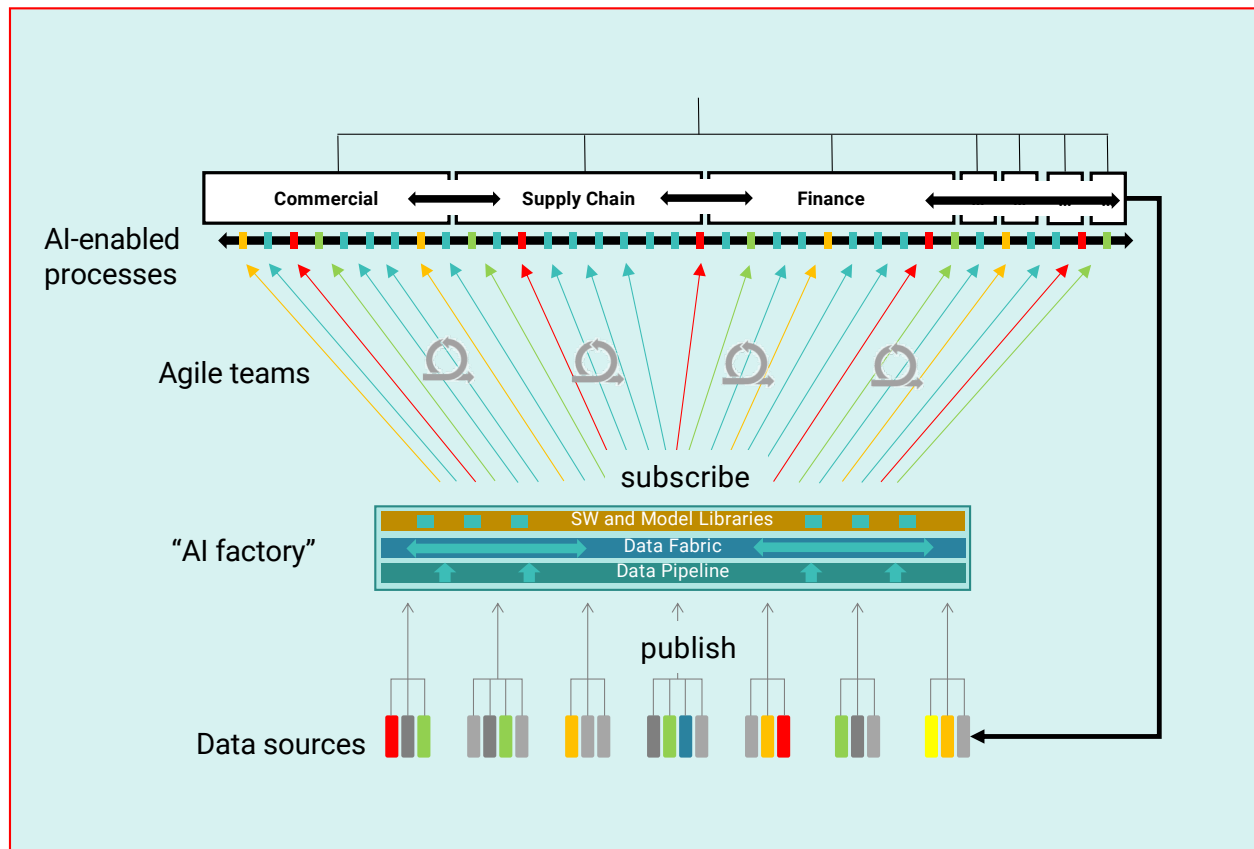 Commercial
Supply Chain
Finance
...
...
...
...
AI-enabled
processes
Agile teams
subscribe
SW and Model Libraries
“AI factory”
Data Fabric
Data Pipeline
publish
Data sources